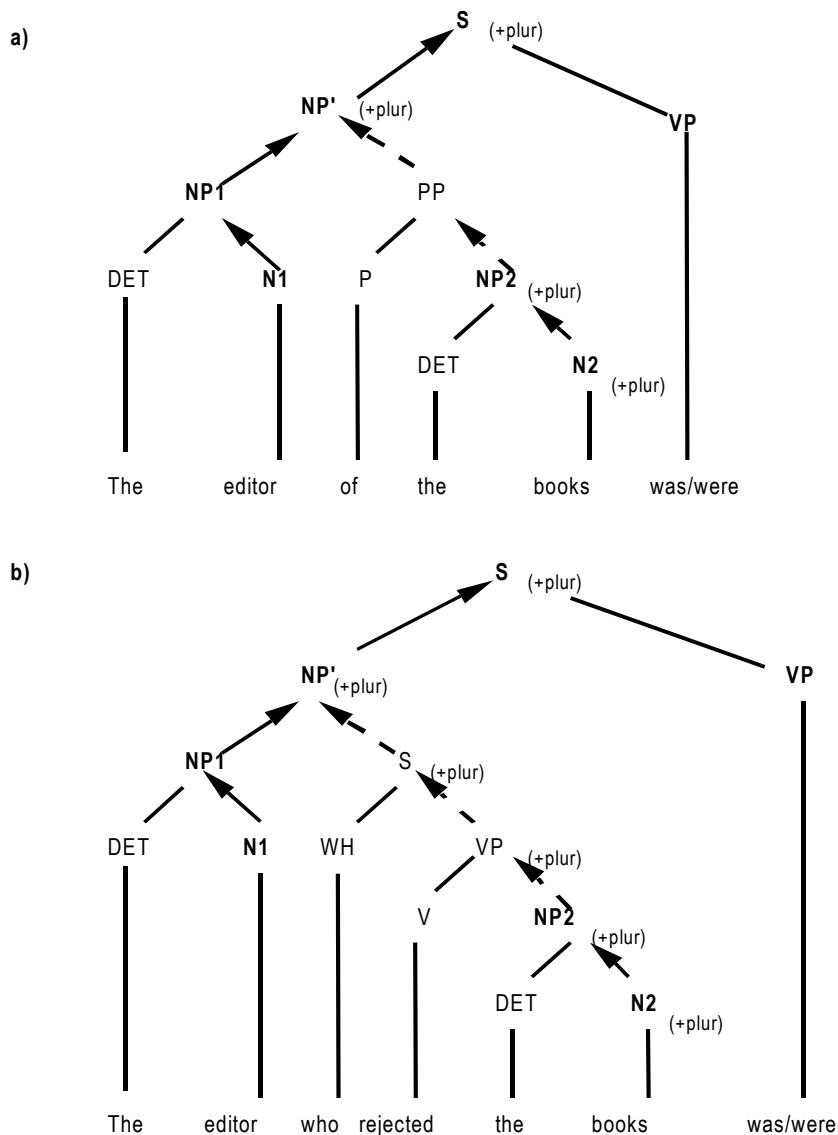 a)
S (+plur)
NP' (+plur)
VP
NP1 PP
DET N1 P NP2 (+plur)
DET N2 (+plur)
The editor of the books was/were
b)
S (+plur)
NP' (+plur) VP
NP1 S (+plur)
DET N1 WH VP (+plur)
V NP2 (+plur)
DET N2 (+plur)
The editor who rejected the books was/were